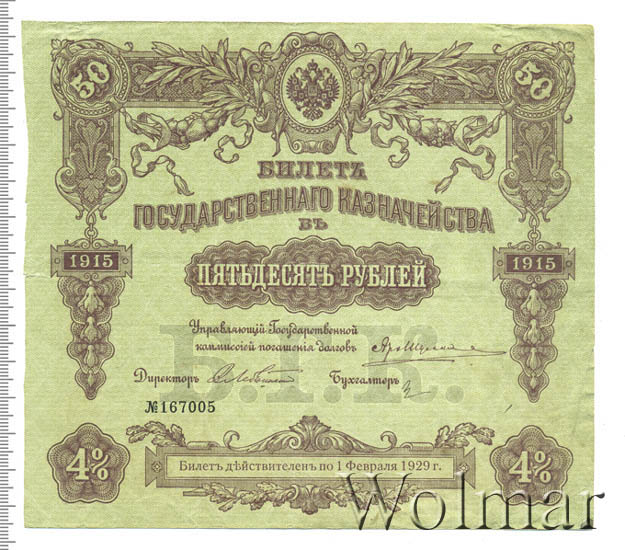 50 50
БИЛЕТЪ
ГОСУДАРСТВЕННАГО КАЗНАЧЕЙСТВА
ВЪ
1915 1915
ПЯТЬДЕСЯТЪ РУБЛЕЙ
Управляющій Государственной
коммиссіей погашенія долговъ
Б.Г.К.
Директоръ Бухгалтеръ
№167005
4% 4%
Билетъ дѣйствителенъ по 1 Февраля 1929 г.
Wolmar